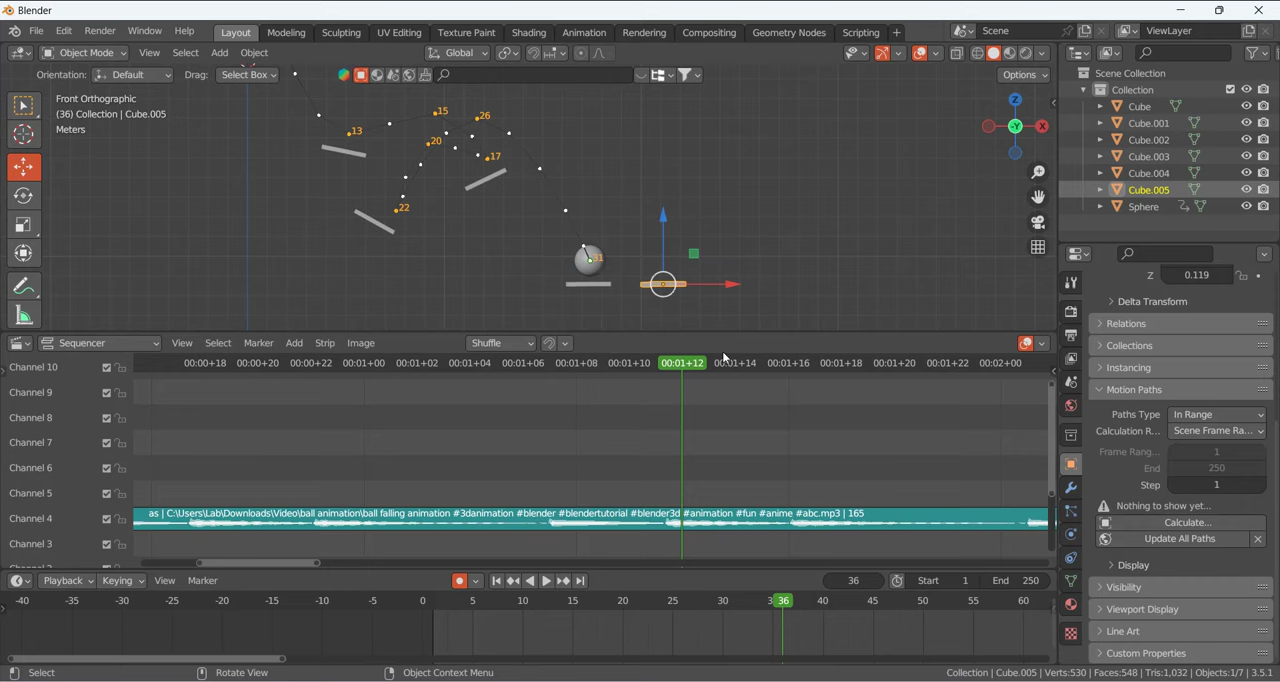 Blender
File Edit Render Window Help Layout Modeling Sculpting UV Editing Texture Paint Shading Animation Rendering Compositing Geometry Nodes Scripting + Scene ViewLayer
Object Mode View Select Add Object Global
Orientation: Default Drag: Select Box Options
Front Orthographic
(36) Collection | Cube.005
Meters
13 15 26 20 17 22 31
Z X -Y
Scene Collection
Collection
Cube
Cube.001
Cube.002
Cube.003
Cube.004
Cube.005
Sphere
Z 0.119
Delta Transform
Relations
Collections
Instancing
Motion Paths
Paths Type In Range
Calculation R... Scene Frame Ra...
Frame Rang... 1
End 250
Step 1
Nothing to show yet...
Calculate...
Update All Paths
Display
Visibility
Viewport Display
Line Art
Custom Properties
Sequencer View Select Marker Add Strip Image Shuffle
00:00+18 00:00+20 00:00+22 00:01+00 00:01+02 00:01+04 00:01+06 00:01+08 00:01+10 00:01+12 00:01+14 00:01+16 00:01+18 00:01+20 00:01+22 00:02+00
Channel 10
Channel 9
Channel 8
Channel 7
Channel 6
Channel 5
Channel 4
as | C:\Users\Lab\Downloads\Video\ball animation\ball falling animation #3danimation #blender #blendertutorial #blender3d #animation #fun #anime #abc.mp3 | 165
Channel 3
Playback Keying View Marker 36 Start 1 End 250
-40 -35 -30 -25 -20 -15 -10 -5 0 5 10 15 20 25 30 36 40 45 50 55 60
Select Rotate View Object Context Menu Collection | Cube.005 | Verts:530 | Faces:548 | Tris:1,032 | Objects:1/7 | 3.5.1